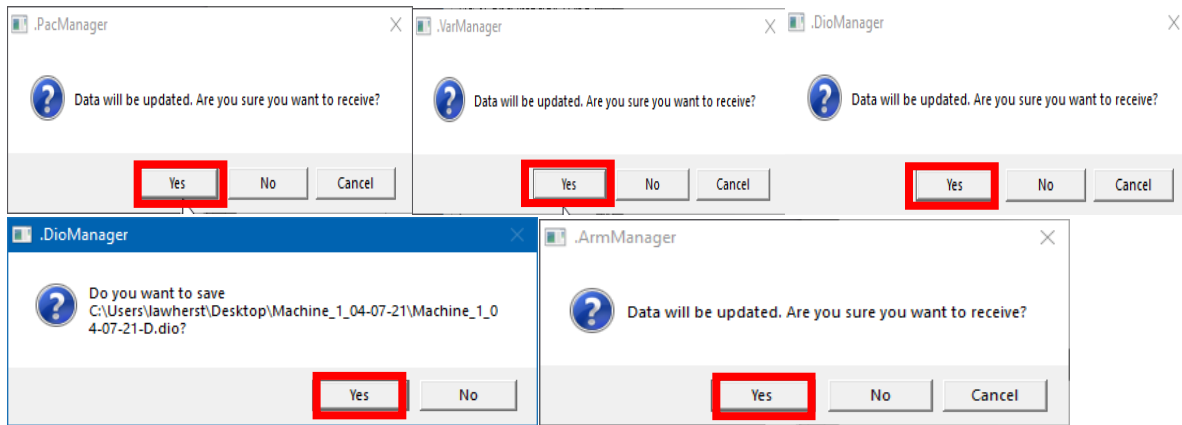 .PacManager
Data will be updated. Are you sure you want to receive?
Yes No Cancel
.VarManager
Data will be updated. Are you sure you want to receive?
Yes No Cancel
.DioManager
Data will be updated. Are you sure you want to receive?
Yes No Cancel
.DioManager
Do you want to save
C:\Users\lawherst\Desktop\Machine_1_04-07-21\Machine_1_0
4-07-21-D.dio?
Yes No
.ArmManager
Data will be updated. Are you sure you want to receive?
Yes No Cancel